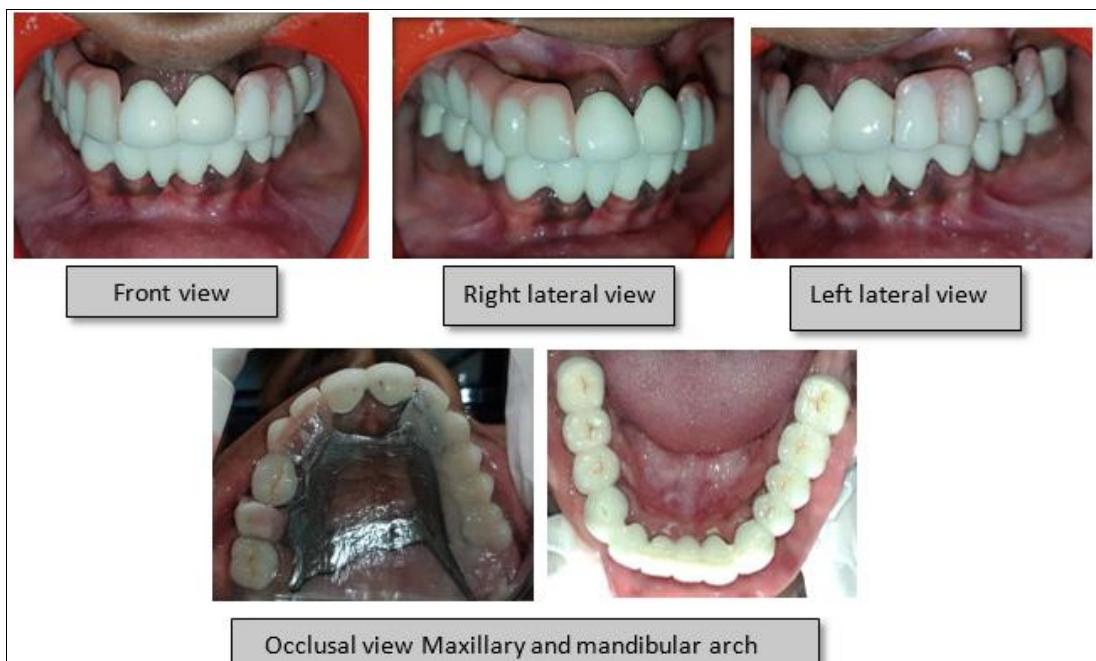 Front view
Right lateral view
Left lateral view
Occlusal view Maxillary and mandibular arch